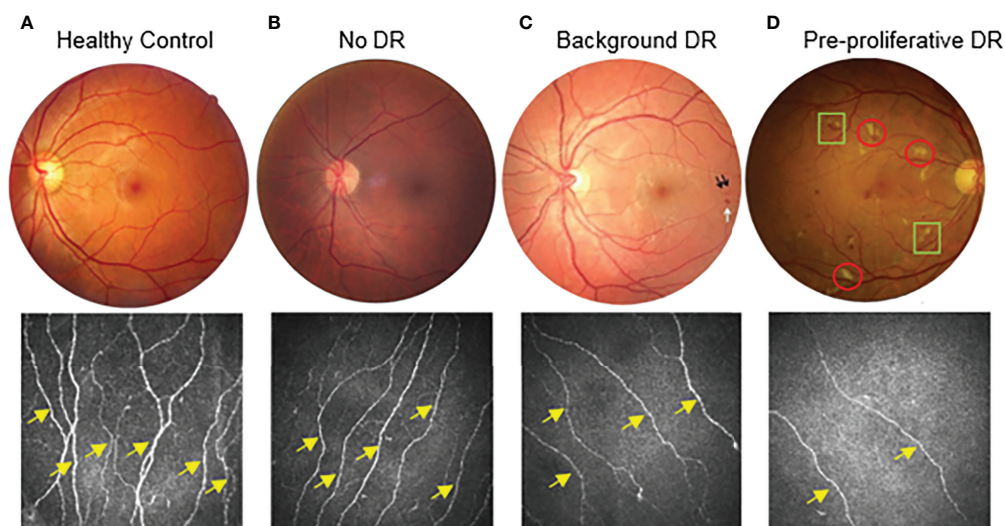 A
Healthy Control
B
No DR
C
Background DR
D
Pre-proliferative DR